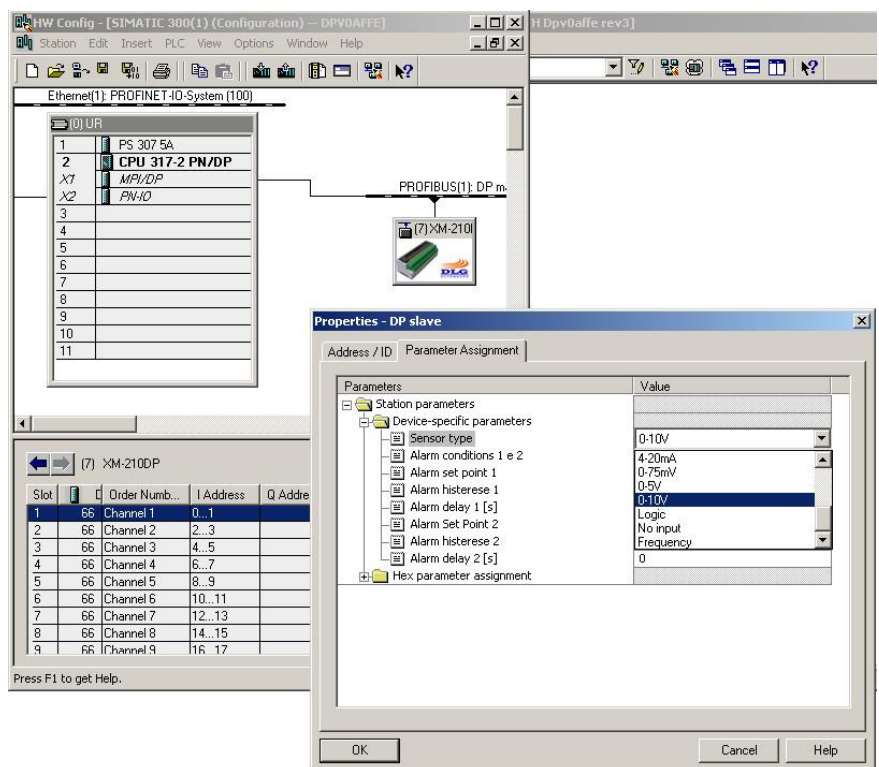 HW Config - [SIMATIC 300(1) (Configuration) -- DPV0AFFE]
H Dpv0affe rev3]
Station Edit Insert PLC View Options Window Help
Ethernet(1): PROFINET-IO-System (100)
(0) UR
1 PS 307 5A
2 CPU 317-2 PN/DP
X1 MPI/DP
X2 PN-IO
3
4
5
6
7
8
9
10
11
PROFIBUS(1): DP m
(7) XM-210
DLG
(7) XM-210DP
Slot D Order Numb... I Address Q Addre
1 66 Channel 1 0...1
2 66 Channel 2 2...3
3 66 Channel 3 4...5
4 66 Channel 4 6...7
5 66 Channel 5 8...9
6 66 Channel 6 10...11
7 66 Channel 7 12...13
8 66 Channel 8 14...15
9 66 Channel 9 16...17
Press F1 to get Help.
Properties - DP slave
Address / ID Parameter Assignment
Parameters Value
Station parameters
Device-specific parameters
Sensor type 0-10V
Alarm conditions 1 e 2
Alarm set point 1
Alarm histerese 1
Alarm delay 1 [s]
Alarm Set Point 2
Alarm histerese 2
Alarm delay 2 [s] 0
Hex parameter assignment
4-20mA
0-75mV
0-5V
0-10V
Logic
No input
Frequency
OK Cancel Help